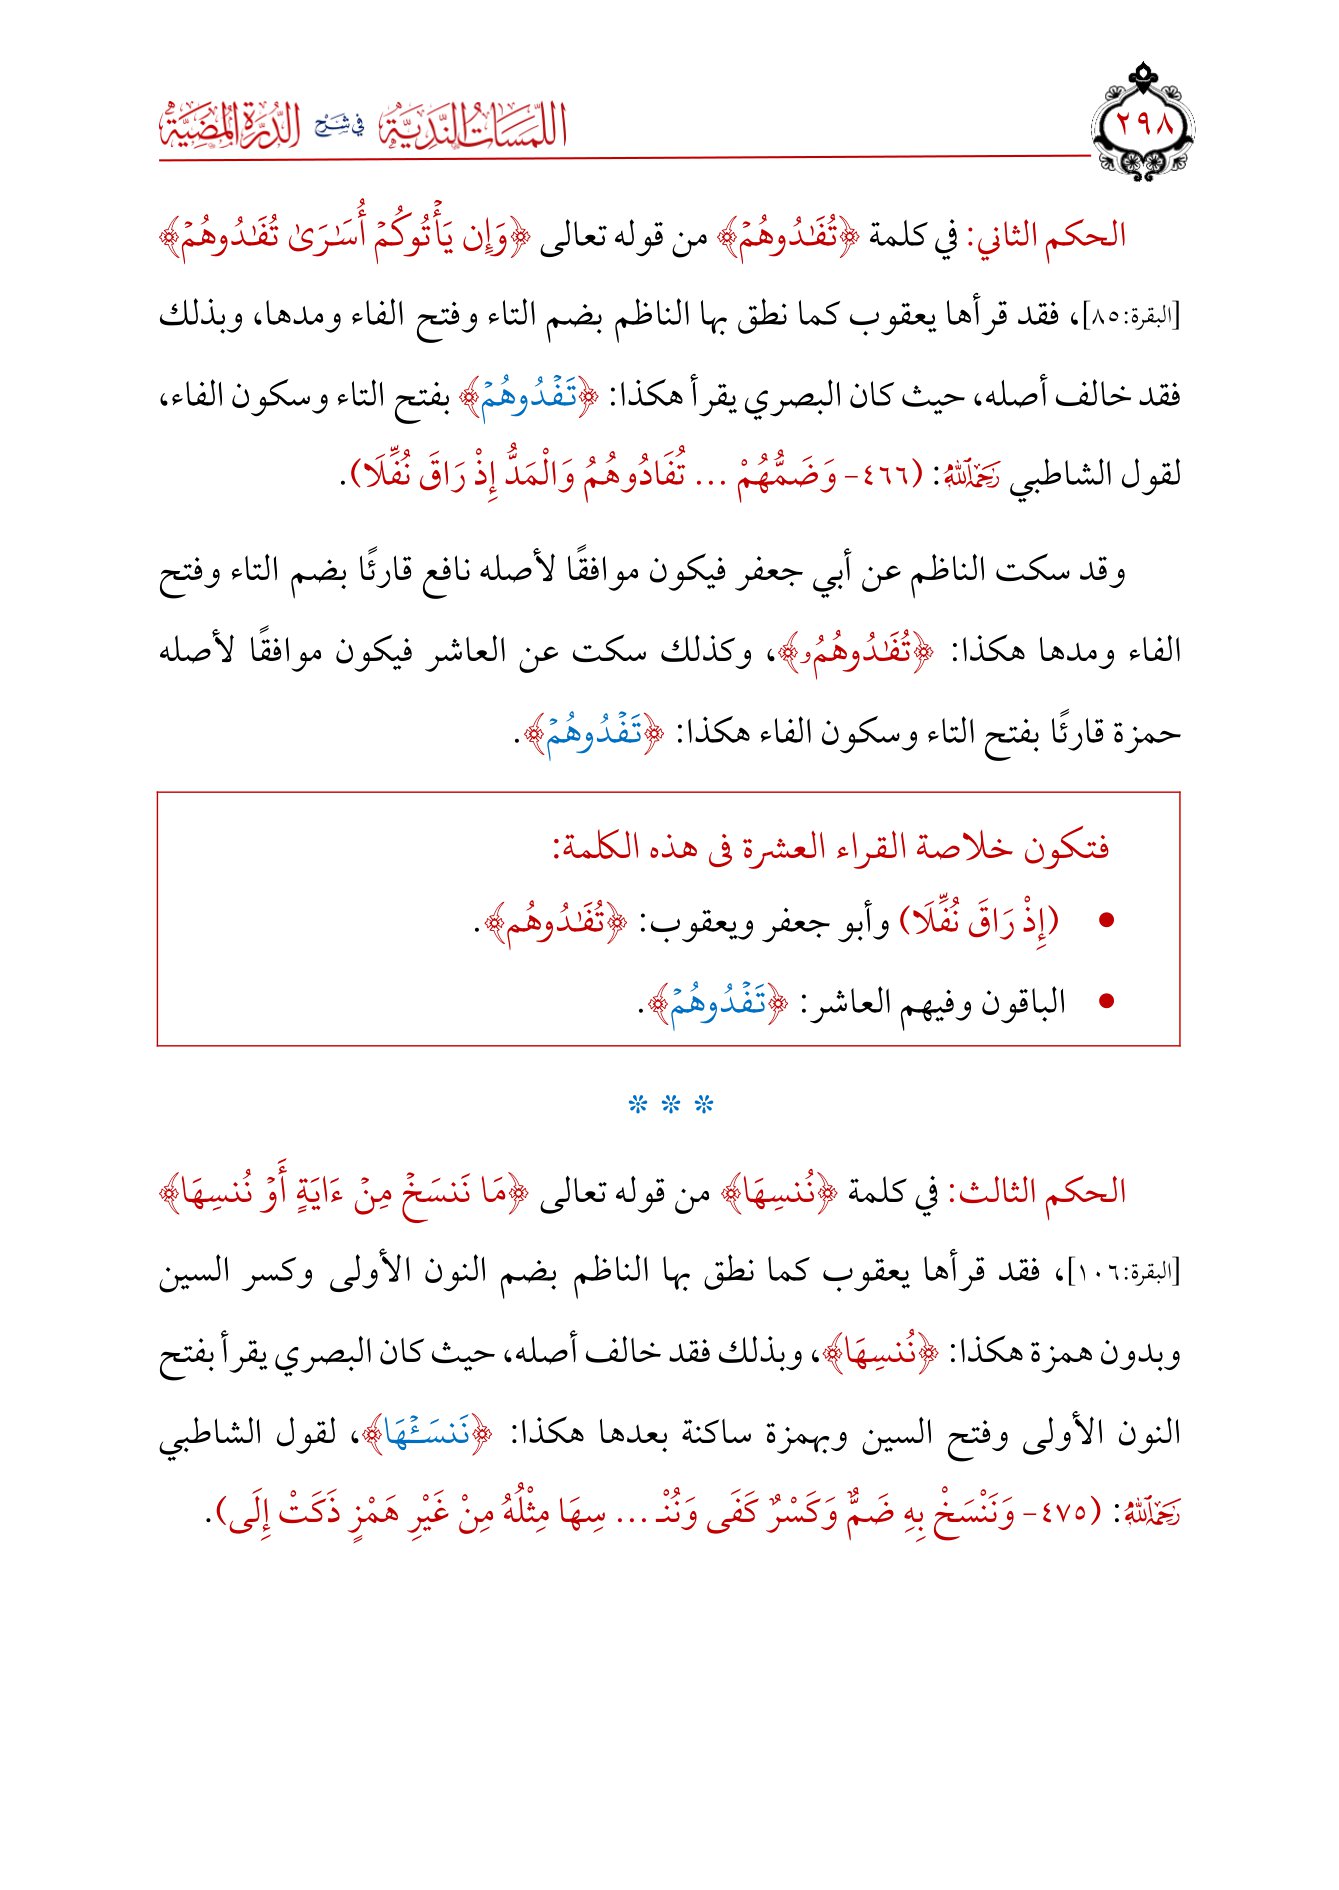 ٢٩٨
اللمسات الندية في شرح الدرة المضية
الحكم الثاني: في كلمة ﴿تُفَـٰدُوهُمۡ﴾ من قوله تعالى ﴿وَإِن يَأۡتُوكُمۡ أُسَـٰرَىٰ تُفَـٰدُوهُمۡ﴾
[البقرة:٨٥]، فقد قرأها يعقوب كما نطق بها الناظم بضم التاء وفتح الفاء ومدها، وبذلك
فقد خالف أصله، حيث كان البصري يقرأ هكذا: ﴿تَفۡدُوهُمۡ﴾ بفتح التاء وسكون الفاء،
لقول الشاطبي رَحِمَهُ ٱللَّهُ: (٤٦٦- وَضَمُّهُمْ ... تُفَادُوهُمُ وَالْمَدُّ إِذْ رَاقَ نُفِّلَا).
وقد سكت الناظم عن أبي جعفر فيكون موافقًا لأصله نافع قارئًا بضم التاء وفتح
الفاء ومدها هكذا: ﴿تُفَـٰدُوهُمُۥ﴾، وكذلك سكت عن العاشر فيكون موافقًا لأصله
حمزة قارئًا بفتح التاء وسكون الفاء هكذا: ﴿تَفۡدُوهُمۡ﴾.
فتكون خلاصة القراء العشرة فى هذه الكلمة:
• (إِذْ رَاقَ نُفِّلَا) وأبو جعفر ويعقوب: ﴿تُفَـٰدُوهُم﴾.
• الباقون وفيهم العاشر: ﴿تَفۡدُوهُمۡ﴾.
* * *
الحكم الثالث: في كلمة ﴿نُنسِهَا﴾ من قوله تعالى ﴿مَا نَنسَخۡ مِنۡ ءَايَةٍ أَوۡ نُنسِهَا﴾
[البقرة:١٠٦]، فقد قرأها يعقوب كما نطق بها الناظم بضم النون الأولى وكسر السين
وبدون همزة هكذا: ﴿نُنسِهَا﴾، وبذلك فقد خالف أصله، حيث كان البصري يقرأ بفتح
النون الأولى وفتح السين وبهمزة ساكنة بعدها هكذا: ﴿نَنسَـٔۡهَا﴾، لقول الشاطبي
رَحِمَهُ ٱللَّهُ: (٤٧٥- وَنَنْسَخْ بِهِ ضَمٌّ وَكَسْرٌ كَفَى وَنُنْـ ... سِهَا مِثْلُهُ مِنْ غَيْرِ هَمْزٍ ذَكَتْ إِلَى).